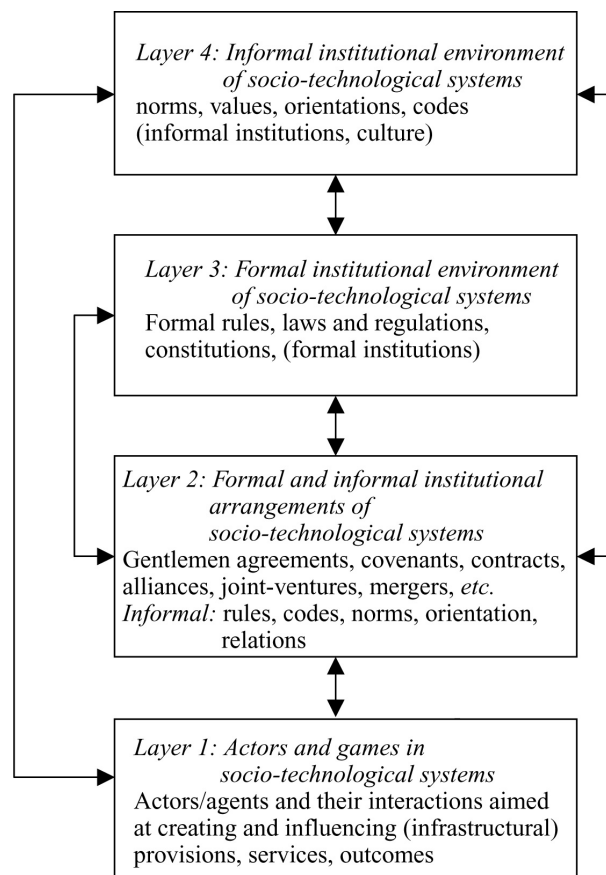 Layer 4: Informal institutional environment
of socio-technological systems
norms, values, orientations, codes
(informal institutions, culture)
Layer 3: Formal institutional environment
of socio-technological systems
Formal rules, laws and regulations,
constitutions, (formal institutions)
Layer 2: Formal and informal institutional
arrangements of
socio-technological systems
Gentlemen agreements, covenants, contracts,
alliances, joint-ventures, mergers, etc.
Informal: rules, codes, norms, orientation,
relations
Layer 1: Actors and games in
socio-technological systems
Actors/agents and their interactions aimed
at creating and influencing (infrastructural)
provisions, services, outcomes